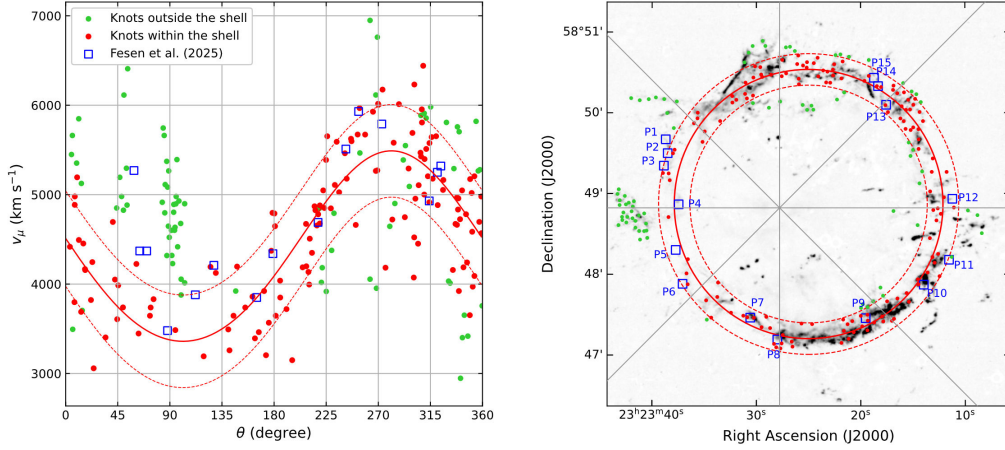 Knots outside the shell
Knots within the shell
Fesen et al. (2025)
7000
6000
5000
4000
3000
v_μ (km s⁻¹)
0 45 90 135 180 225 270 315 360
θ (degree)
58°51'
50'
49'
48'
47'
Declination (J2000)
P15
P14
P13
P1
P2
P3
P4
P12
P5
P11
P6
P10
P7
P9
P8
23ʰ23ᵐ40ˢ 30ˢ 20ˢ 10ˢ
Right Ascension (J2000)